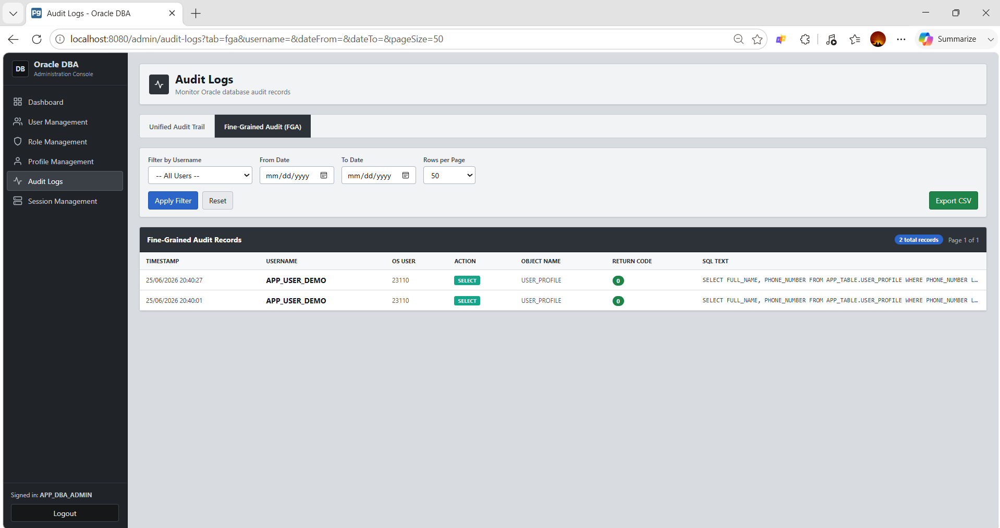 pg Audit Logs - Oracle DBA
localhost:8080/admin/audit-logs?tab=fga&username=&dateFrom=&dateTo=&pageSize=50
Summarize
DB
Oracle DBA
Administration Console
Dashboard
User Management
Role Management
Profile Management
Audit Logs
Session Management
Signed in: APP_DBA_ADMIN
Logout
Audit Logs
Monitor Oracle database audit records
Unified Audit Trail Fine-Grained Audit (FGA)
Filter by Username From Date To Date Rows per Page
-- All Users -- mm/dd/yyyy mm/dd/yyyy 50
Apply Filter Reset Export CSV
Fine-Grained Audit Records 2 total records Page 1 of 1
TIMESTAMP USERNAME OS USER ACTION OBJECT NAME RETURN CODE SQL TEXT
25/06/2026 20:40:27 APP_USER_DEMO 23110 SELECT USER_PROFILE 0 SELECT FULL_NAME, PHONE_NUMBER FROM APP_TABLE.USER_PROFILE WHERE PHONE_NUMBER L…
25/06/2026 20:40:01 APP_USER_DEMO 23110 SELECT USER_PROFILE 0 SELECT FULL_NAME, PHONE_NUMBER FROM APP_TABLE.USER_PROFILE WHERE PHONE_NUMBER L…